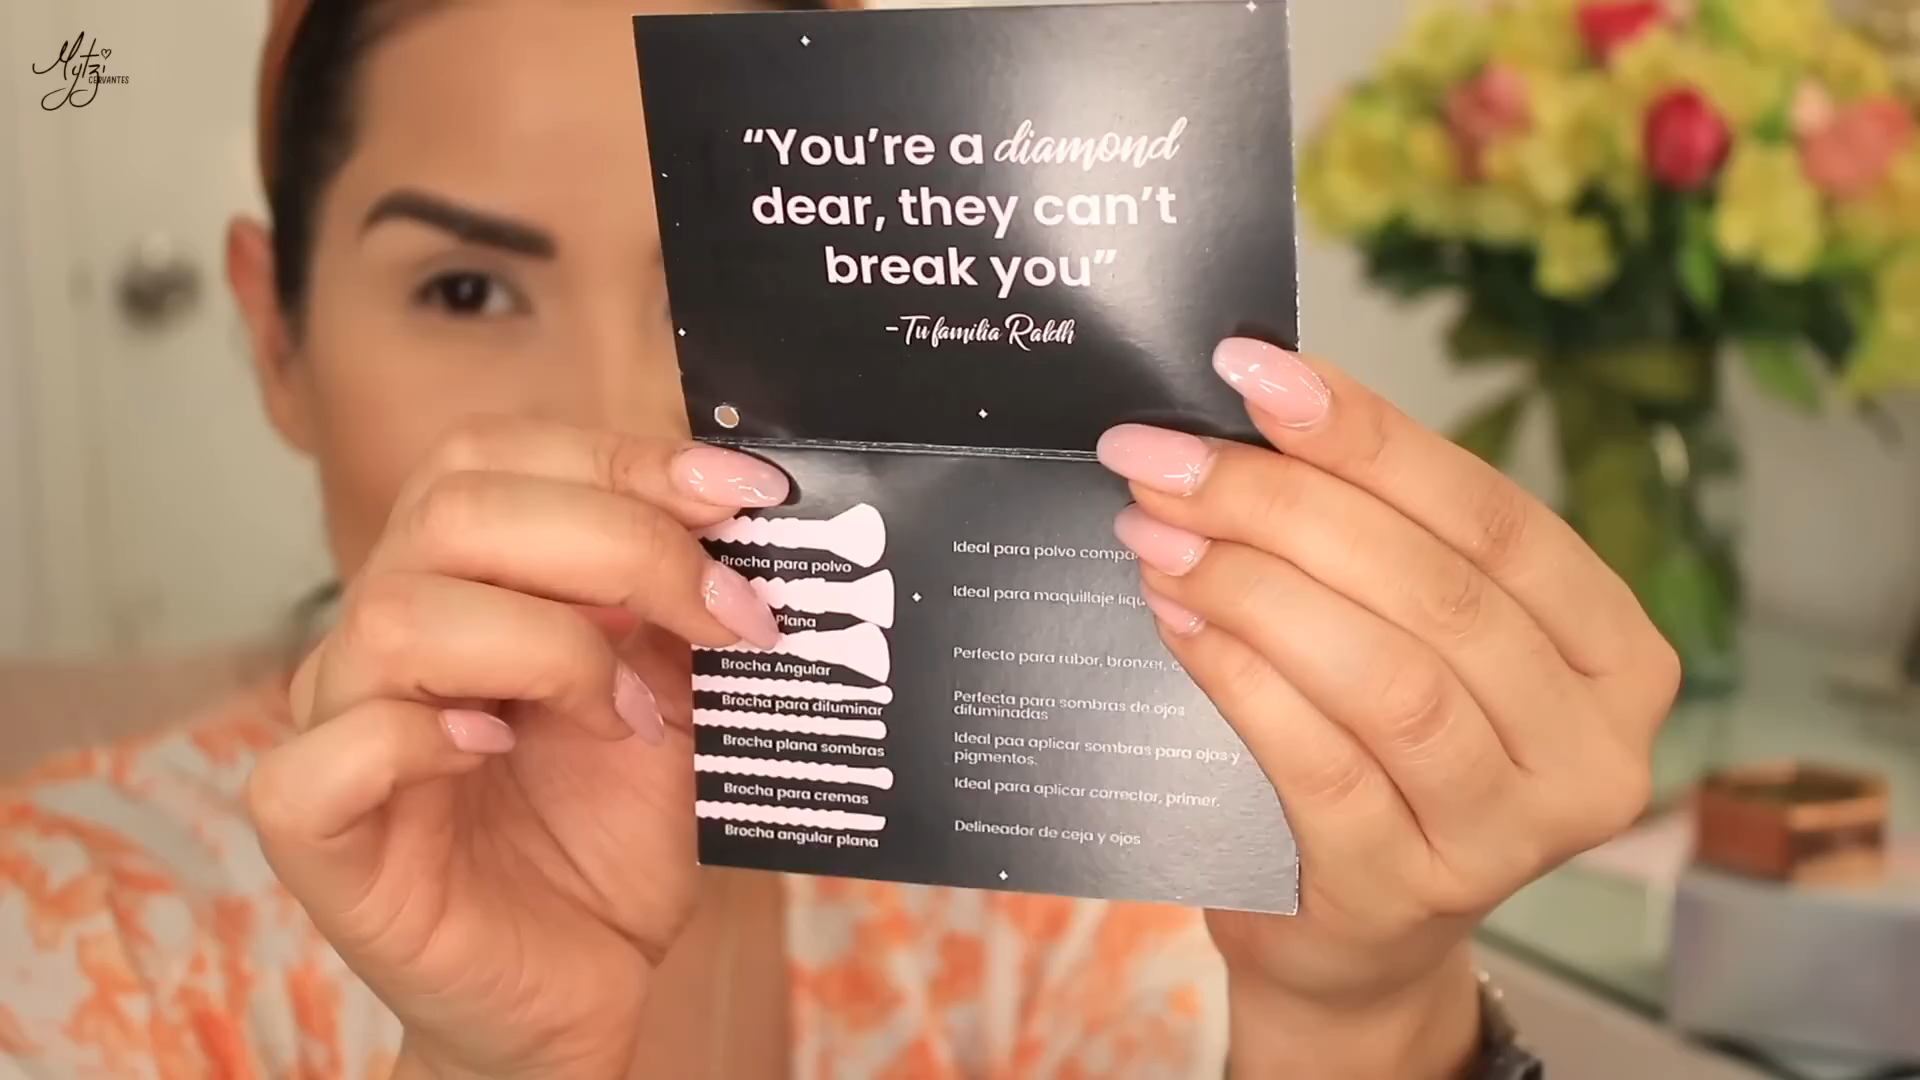 Mytzi
CERVANTES
“You’re a diamond
dear, they can’t
break you”
-Tu familia Raldh
Brocha para polvo
Ideal para polvo
Plana
Ideal para maquillaje
Brocha Angular
Perfecto para rubor, bronzer,
Brocha para difuminar
Perfecta para sombras de ojos
difuminadas
Brocha plana sombras
Ideal paa aplicar sombras para ojos y
pigmentos.
Brocha para cremas
Ideal para aplicar corrector, primer.
Brocha angular plana
Delineador de ceja y ojos